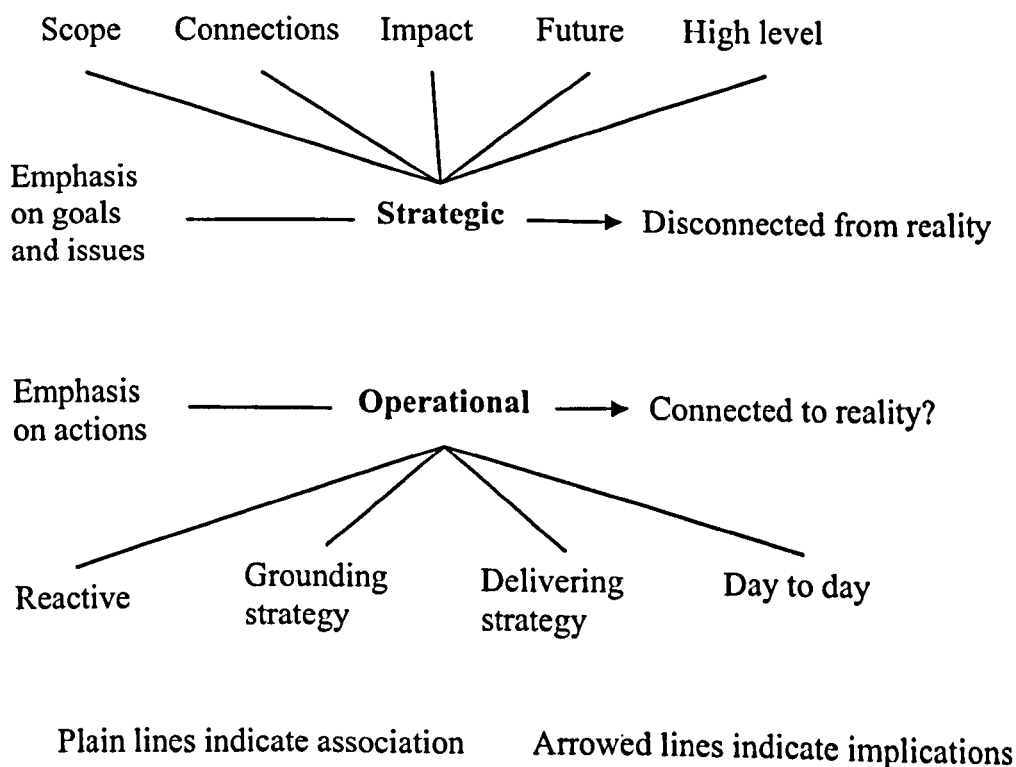 Scope Connections Impact Future High level
Emphasis
on goals
and issues
Strategic
Disconnected from reality
Emphasis
on actions
Operational
Connected to reality?
Reactive
Grounding
strategy
Delivering
strategy
Day to day
Plain lines indicate association
Arrowed lines indicate implications